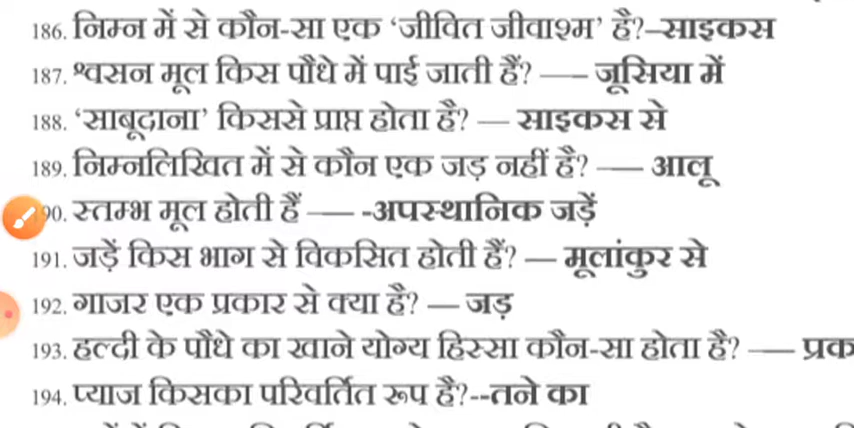 186. निम्न में से कौन-सा एक ‘जीवित जीवाश्म’ है?–साइकस
187. श्वसन मूल किस पौधे में पाई जाती हैं? —– जूसिया में
188. ‘साबूदाना’ किससे प्राप्त होता है? — साइकस से
189. निम्नलिखित में से कौन एक जड़ नहीं है? —– आलू
90. स्तम्भ मूल होती हैं —– -अपस्थानिक जड़ें
191. जड़ें किस भाग से विकसित होती हैं? — मूलांकुर से
192. गाजर एक प्रकार से क्या है? — जड़
193. हल्दी के पौधे का खाने योग्य हिस्सा कौन-सा होता है? —– प्रक
194. प्याज किसका परिवर्तित रूप है?--तने का